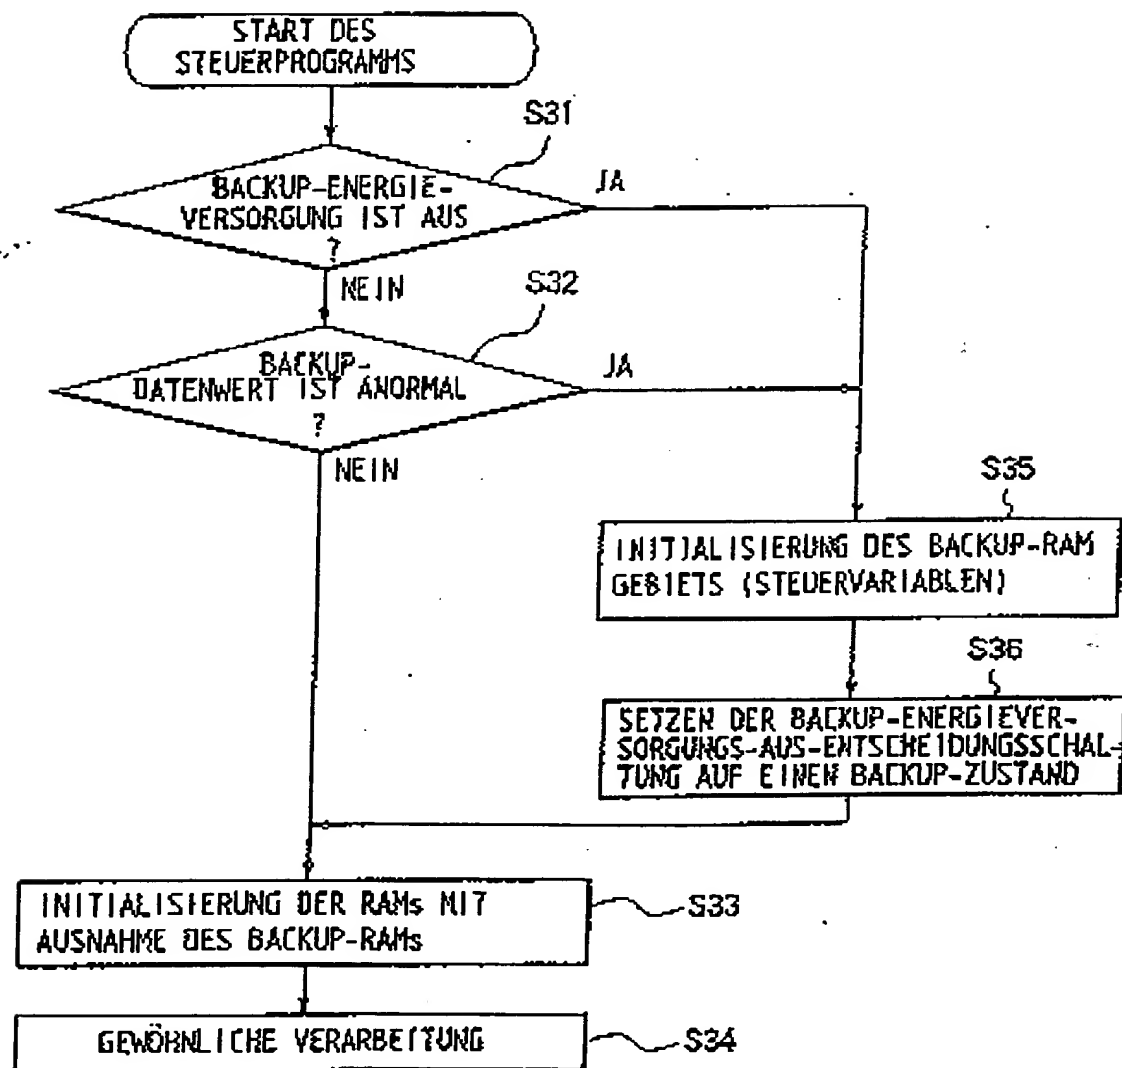 START DES
STEUERPROGRAMMS
S31
BACKUP-ENERGIE-
VERSORGUNG IST AUS
?
JA
NEIN
S32
BACKUP-
DATENWERT IST ANORMAL
?
JA
NEIN
S35
INITIALISIERUNG DES BACKUP-RAM
GEBIETS (STEUERVARIABLEN)
S36
SETZEN DER BACKUP-ENERGIEVER-
SORGUNGS-AUS-ENTSCHEIDUNGSSCHAL-
TUNG AUF EINEN BACKUP-ZUSTAND
INITIALISIERUNG DER RAMs MIT
AUSNAHME DES BACKUP-RAMs
S33
GEWÖHNLICHE VERARBEITUNG
S34